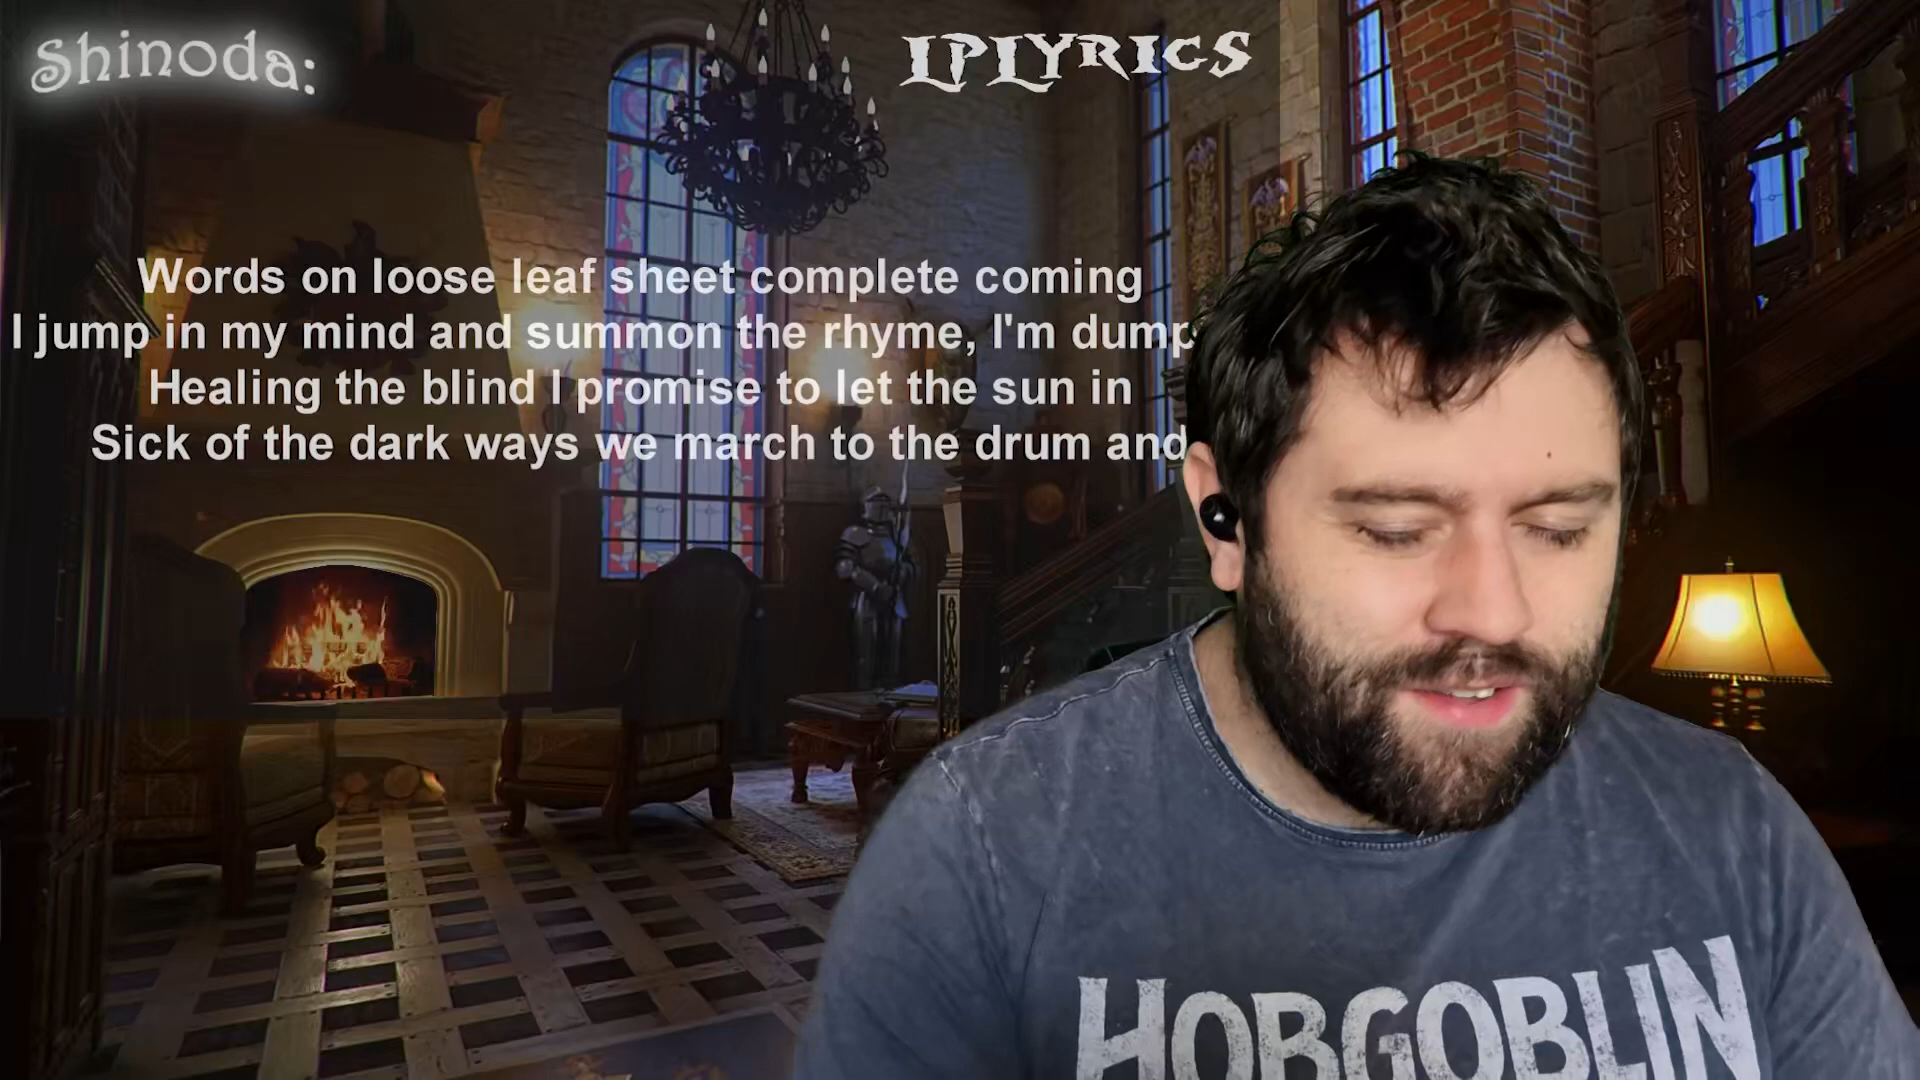 Shinoda:
LPLYRICS
Words on loose leaf sheet complete coming
I jump in my mind and summon the rhyme, I'm dump
Healing the blind I promise to let the sun in
Sick of the dark ways we march to the drum and
HOBGOBLIN